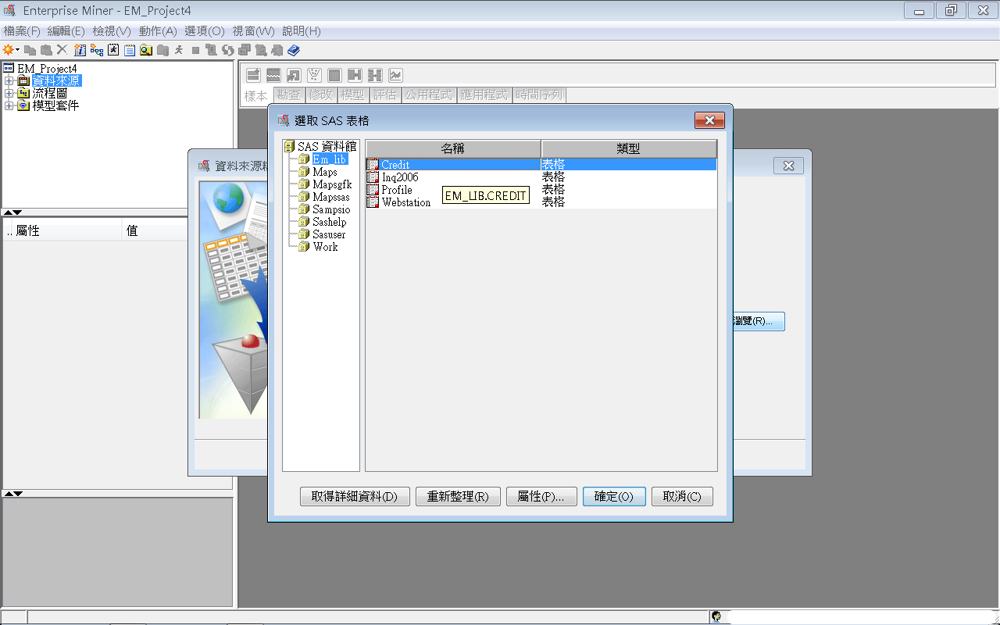 Enterprise Miner - EM_Project4
檔案(F) 編輯(E) 檢視(V) 動作(A) 選項(O) 視窗(W) 說明(H)
EM_Project4
資料來源
流程圖
模型套件
樣本 勘查 修改 模型 評估 公用程式 應用程式 時間序列
選取 SAS 表格
資料來源
SAS 資料館
Em_lib
Maps
Mapsgfk
Mapssas
Sampsio
Sashelp
Sasuser
Work
名稱 類型
Credit 表格
Inq2006 表格
Profile 表格
Webstation 表格
EM_LIB.CREDIT
.. 屬性 值
瀏覽(R)...
取得詳細資料(D) 重新整理(R) 屬性(P)... 確定(O) 取消(C)